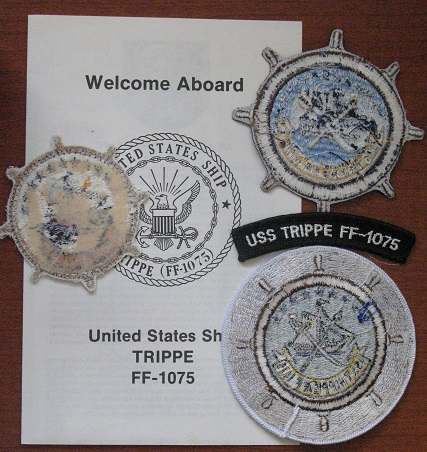 Welcome Aboard
UNITED STATES SHIP
TRIPPE (FF-1075)
USS TRIPPE FF-1075
United States Sh
TRIPPE
FF-1075